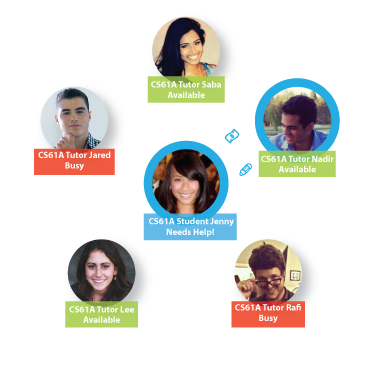 CS61A Tutor Saba
Available
CS61A Tutor Jared
Busy
CS61A Tutor Nadir
Available
CS61A Student Jenny
Needs Help!
CS61A Tutor Lee
Available
CS61A Tutor Rafi
Busy